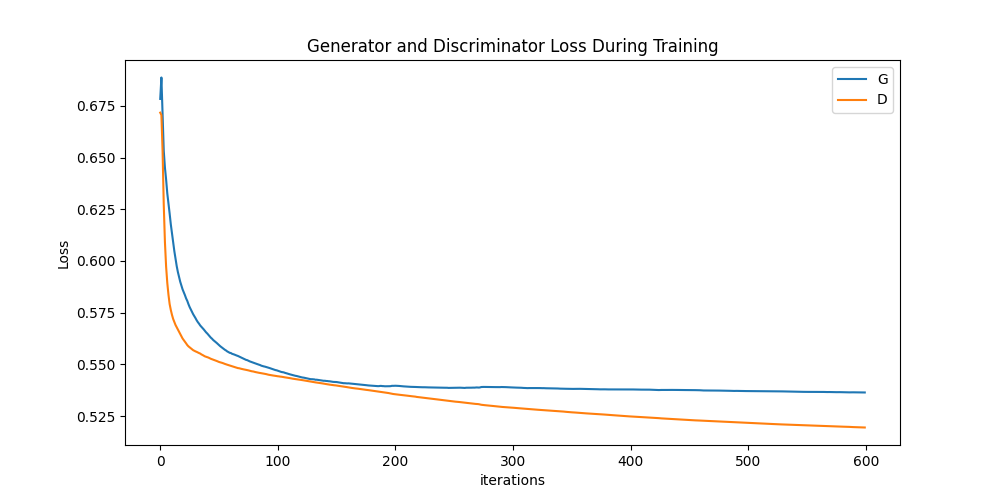 Generator and Discriminator Loss During Training
G
D
0.675
0.650
0.625
0.600
0.575
0.550
0.525
Loss
0 100 200 300 400 500 600
iterations